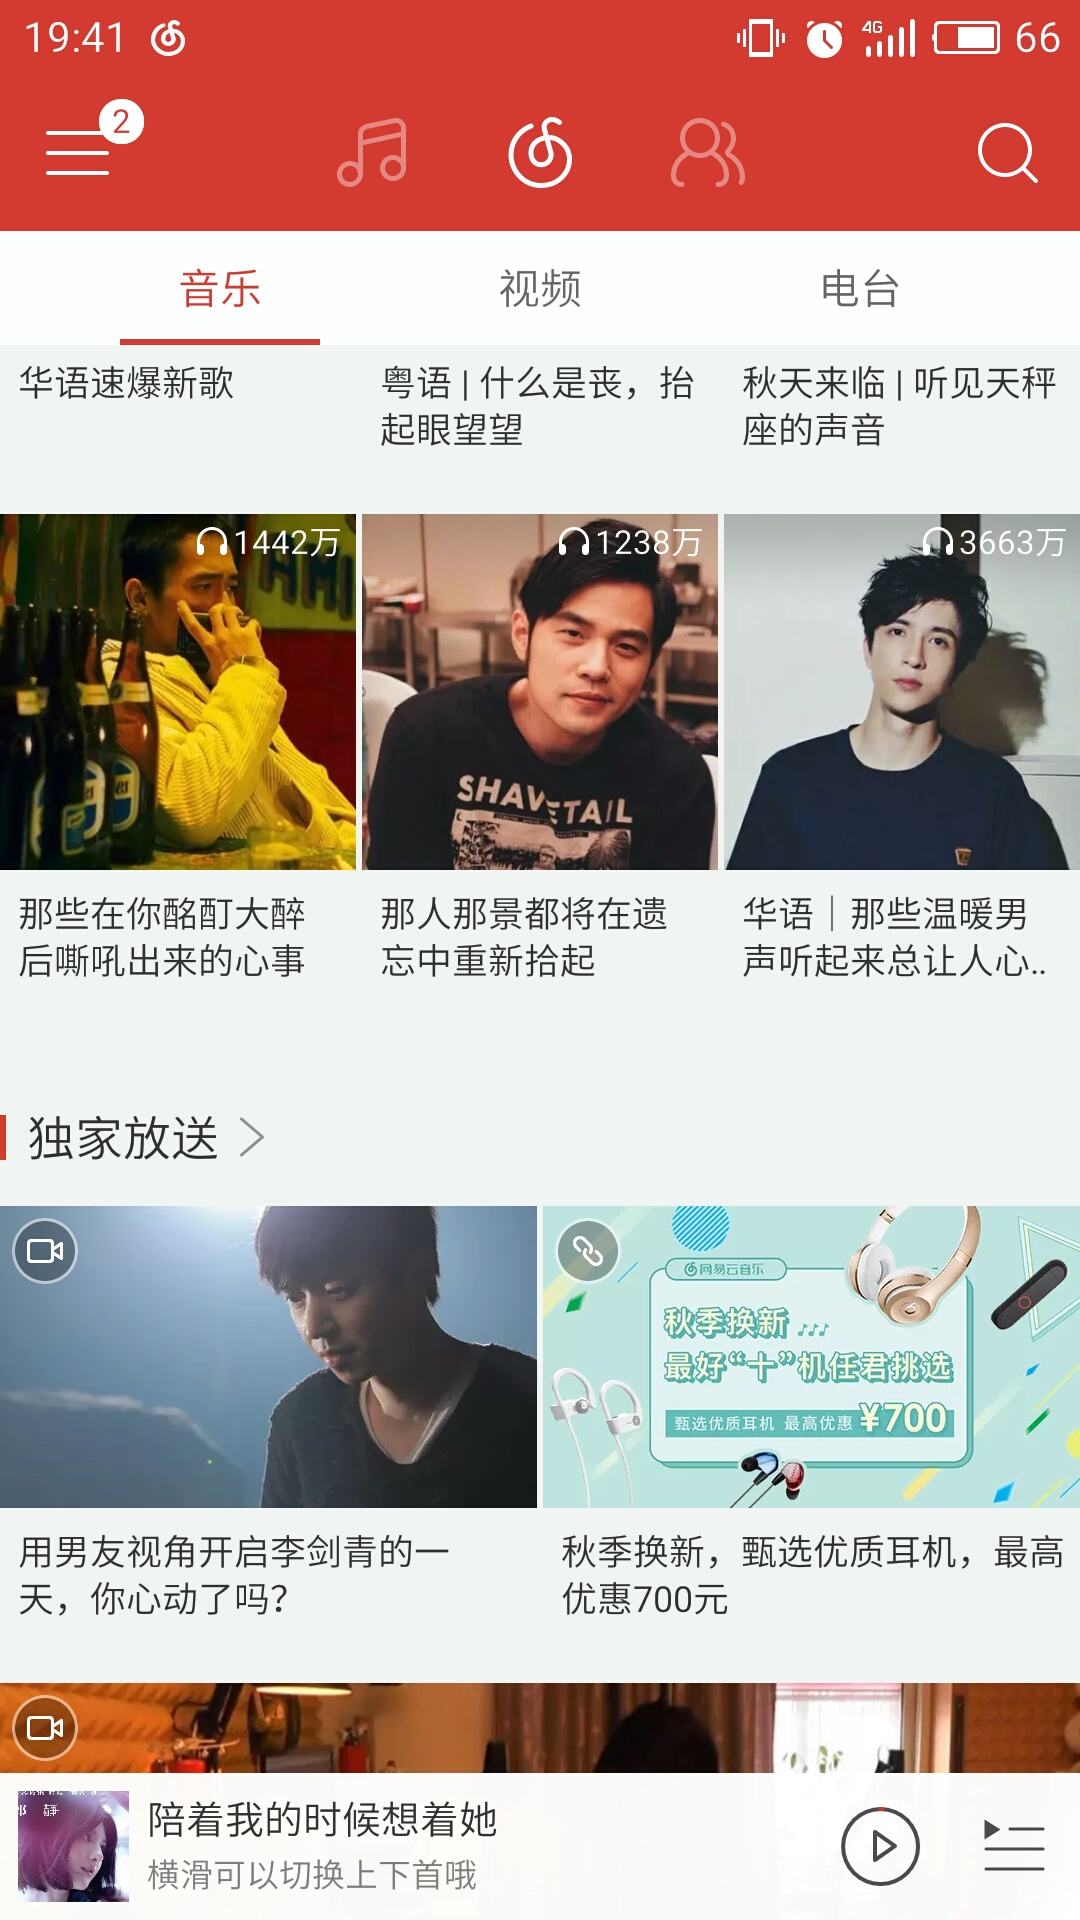 19:41
4G
66
2
音乐
视频
电台
华语速爆新歌
粤语 | 什么是丧，抬
起眼望望
秋天来临 | 听见天秤
座的声音
1442万
1238万
3663万
SHAVETAIL
那些在你酩酊大醉
后嘶吼出来的心事
那人那景都将在遗
忘中重新拾起
华语｜那些温暖男
声听起来总让人心..
独家放送
网易云音乐
秋季换新
最好“十”机任君挑选
甄选优质耳机 最高优惠 ¥700
用男友视角开启李剑青的一
天，你心动了吗？
秋季换新，甄选优质耳机，最高
优惠700元
陪着我的时候想着她
横滑可以切换上下首哦